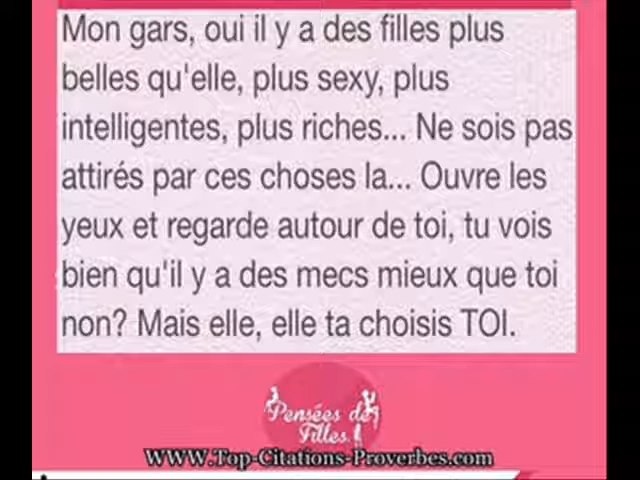 Mon gars, oui il y a des filles plus
belles qu'elle, plus sexy, plus
intelligentes, plus riches... Ne sois pas
attirés par ces choses la... Ouvre les
yeux et regarde autour de toi, tu vois
bien qu'il y a des mecs mieux que toi
non? Mais elle, elle ta choisis TOI.
Pensées de
Filles
WWW.Top-Citations-Proverbes.com